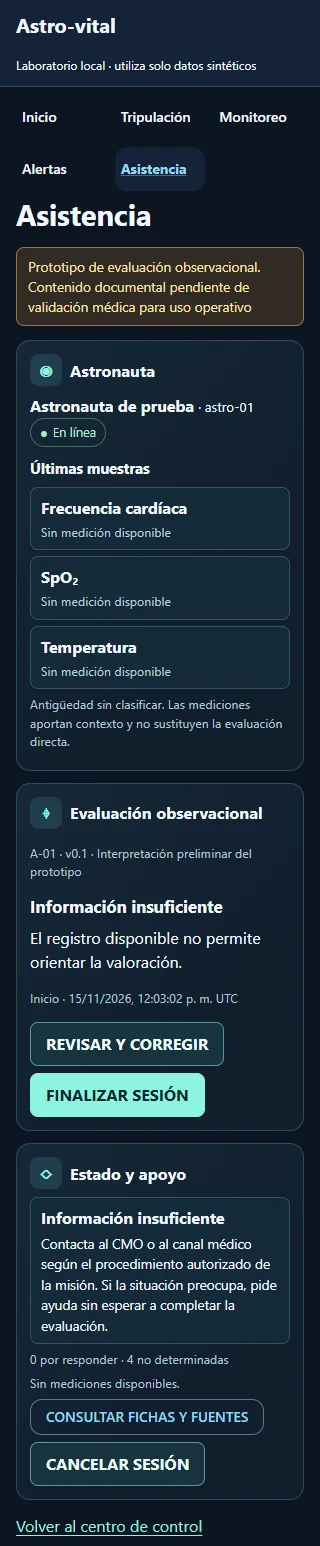 Astro-vital
Laboratorio local · utiliza solo datos sintéticos
Inicio Tripulación Monitoreo
Alertas Asistencia
Asistencia
Prototipo de evaluación observacional.
Contenido documental pendiente de
validación médica para uso operativo
Astronauta
Astronauta de prueba · astro-01
• En línea
Últimas muestras
Frecuencia cardíaca
Sin medición disponible
SpO₂
Sin medición disponible
Temperatura
Sin medición disponible
Antigüedad sin clasificar. Las mediciones
aportan contexto y no sustituyen la evaluación
directa.
Evaluación observacional
A-01 · v0.1 · Interpretación preliminar del
prototipo
Información insuficiente
El registro disponible no permite
orientar la valoración.
Inicio · 15/11/2026, 12:03:02 p. m. UTC
REVISAR Y CORREGIR
FINALIZAR SESIÓN
Estado y apoyo
Información insuficiente
Contacta al CMO o al canal médico
según el procedimiento autorizado de
la misión. Si la situación preocupa, pide
ayuda sin esperar a completar la
evaluación.
0 por responder · 4 no determinadas
Sin mediciones disponibles.
CONSULTAR FICHAS Y FUENTES
CANCELAR SESIÓN
Volver al centro de control